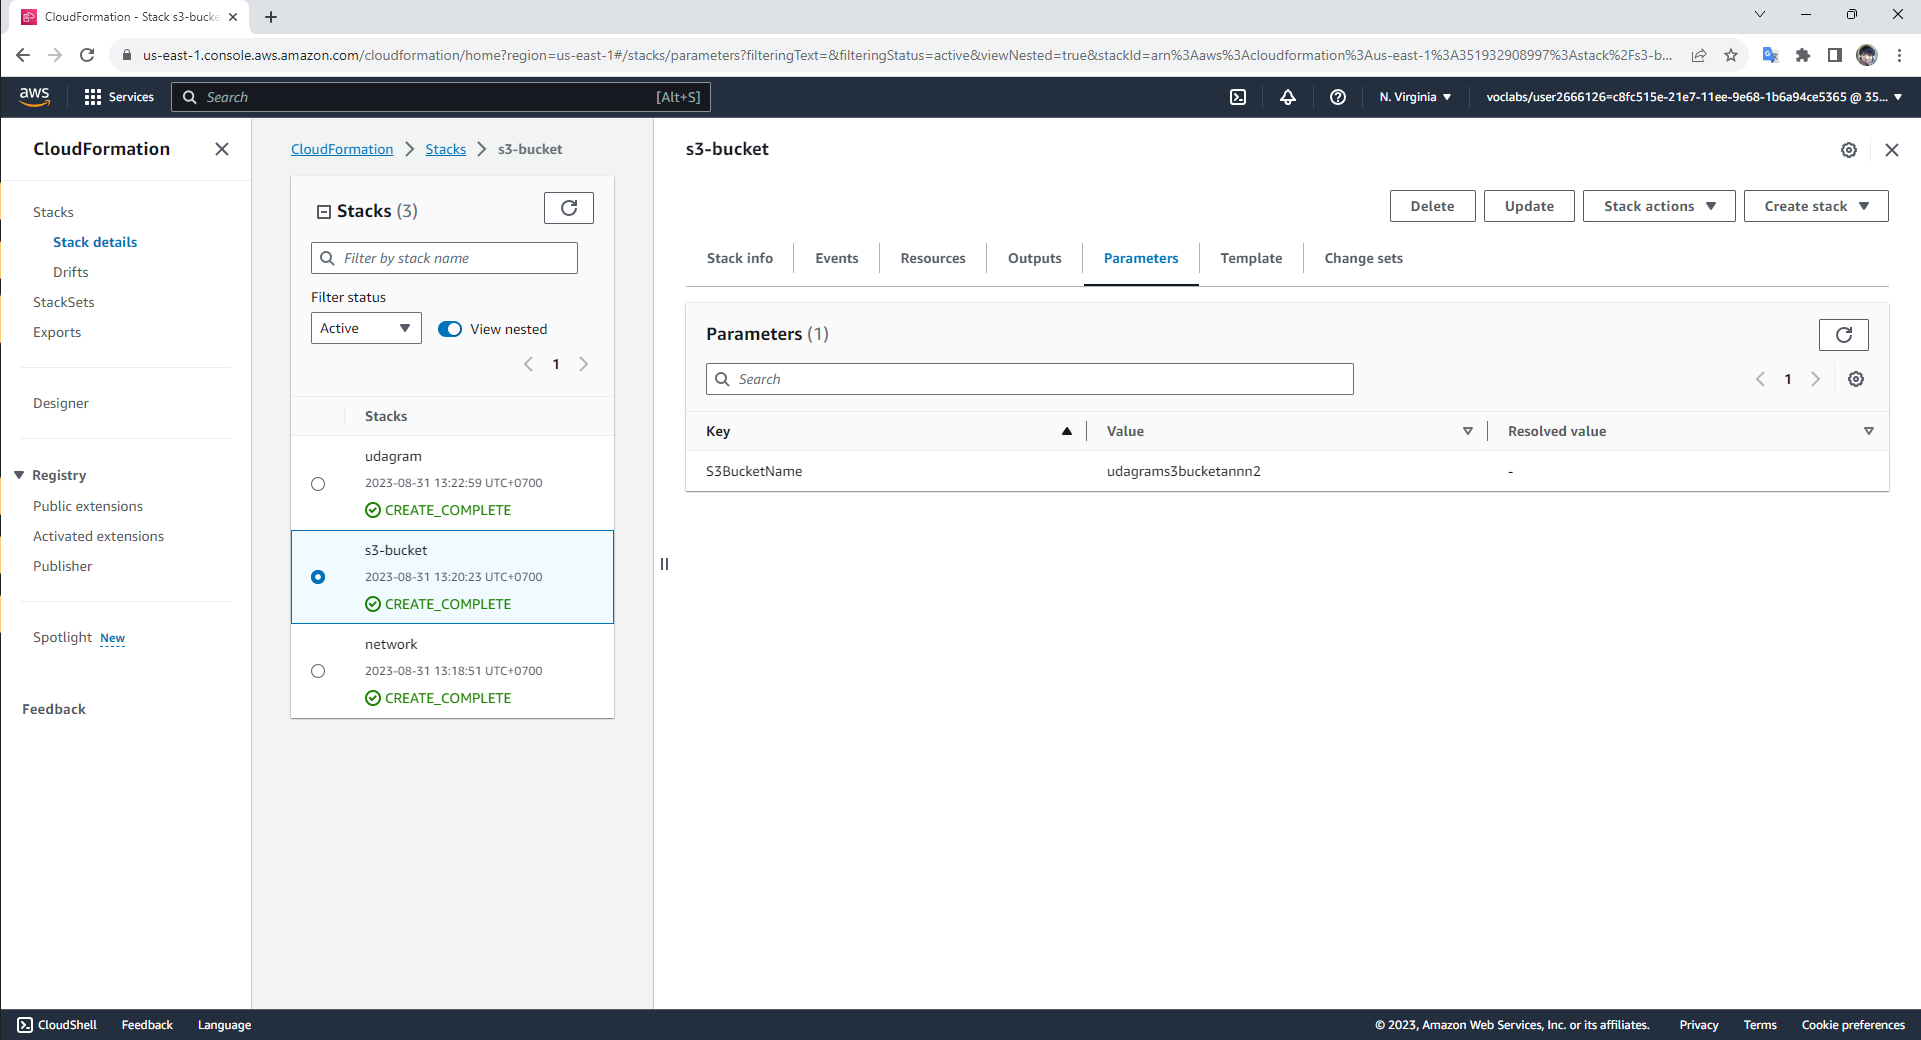 CloudFormation - Stack s3-bucke
us-east-1.console.aws.amazon.com/cloudformation/home?region=us-east-1#/stacks/parameters?filteringText=&filteringStatus=active&viewNested=true&stackId=arn%3Aaws%3Acloudformation%3Aus-east-1%3A351932908997%3Astack%2Fs3-b...
aws Services Search [Alt+S] N. Virginia voclabs/user2666126=c8fc515e-21e7-11ee-9e68-1b6a94ce5365 @ 35...
CloudFormation
Stacks
Stack details
Drifts
StackSets
Exports
Designer
Registry
Public extensions
Activated extensions
Publisher
Spotlight New
Feedback
CloudFormation Stacks s3-bucket
Stacks (3)
Filter by stack name
Filter status
Active View nested
1
Stacks
udagram
2023-08-31 13:22:59 UTC+0700
CREATE_COMPLETE
s3-bucket
2023-08-31 13:20:23 UTC+0700
CREATE_COMPLETE
network
2023-08-31 13:18:51 UTC+0700
CREATE_COMPLETE
s3-bucket
Delete Update Stack actions Create stack
Stack info Events Resources Outputs Parameters Template Change sets
Parameters (1)
Search 1
Key Value Resolved value
S3BucketName udagrams3bucketannn2 -
CloudShell Feedback Language © 2023, Amazon Web Services, Inc. or its affiliates. Privacy Terms Cookie preferences